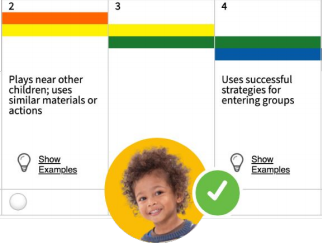 2
3
4
Plays near other
children; uses
similar materials or
actions
Uses successful
strategies for
entering groups
Show
Examples
Show
Examples